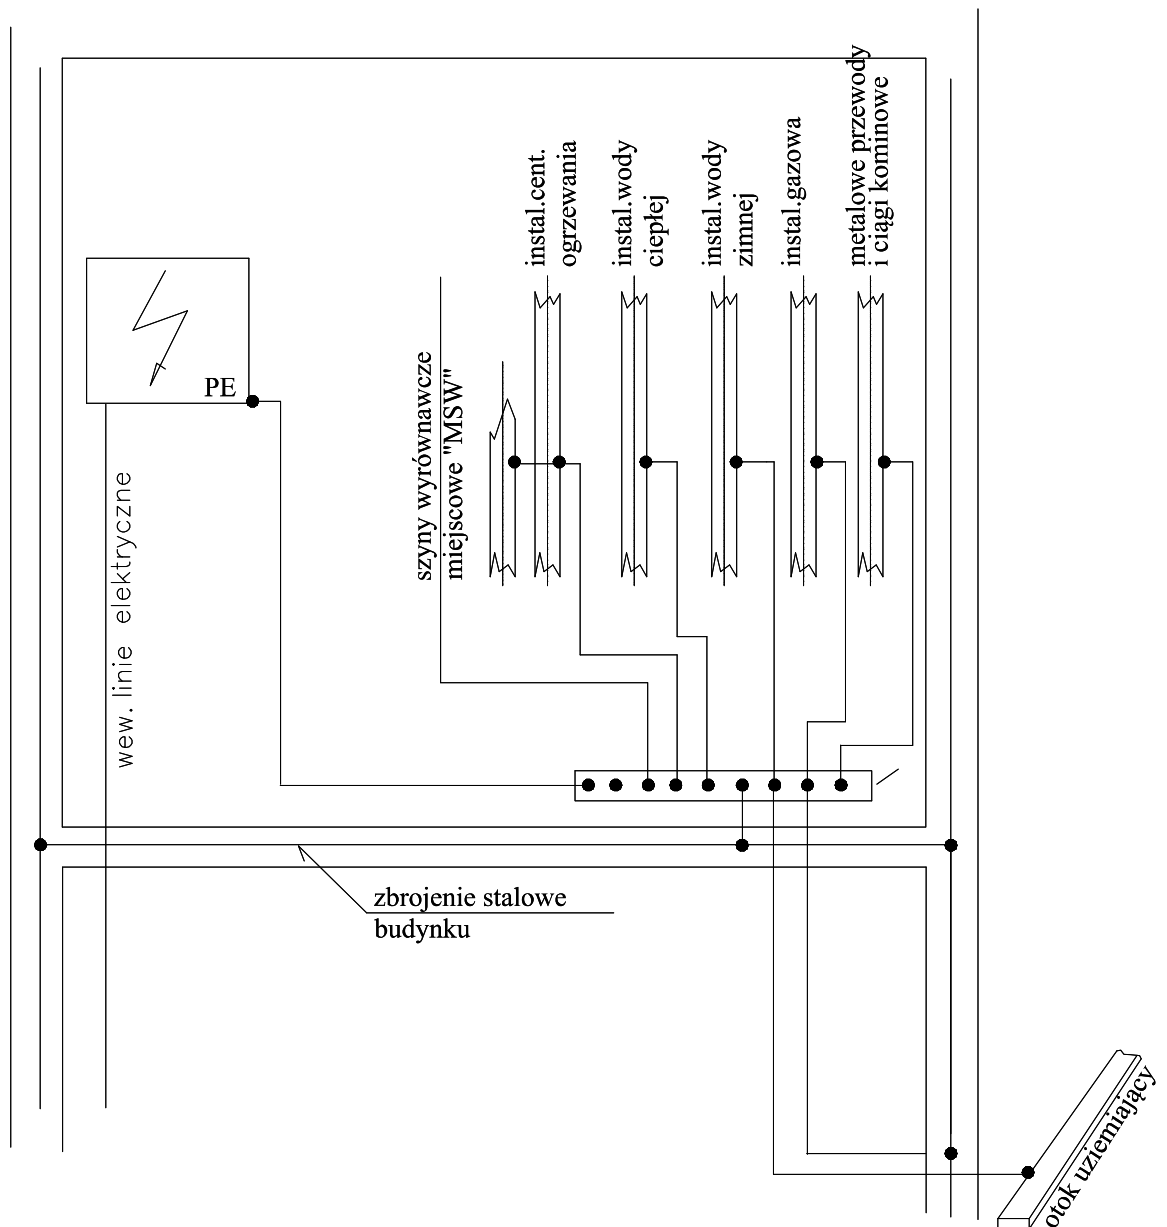 metalowe przewody
i ciągi kominowe
instal.gazowa
instal.wody
zimnej
instal.wody
ciepłej
instal.cent.
ogrzewania
szyny wyrównawcze
miejscowe "MSW"
PE
wew.linie elektryczne
zbrojenie stalowe
budynku
otok uziemiający